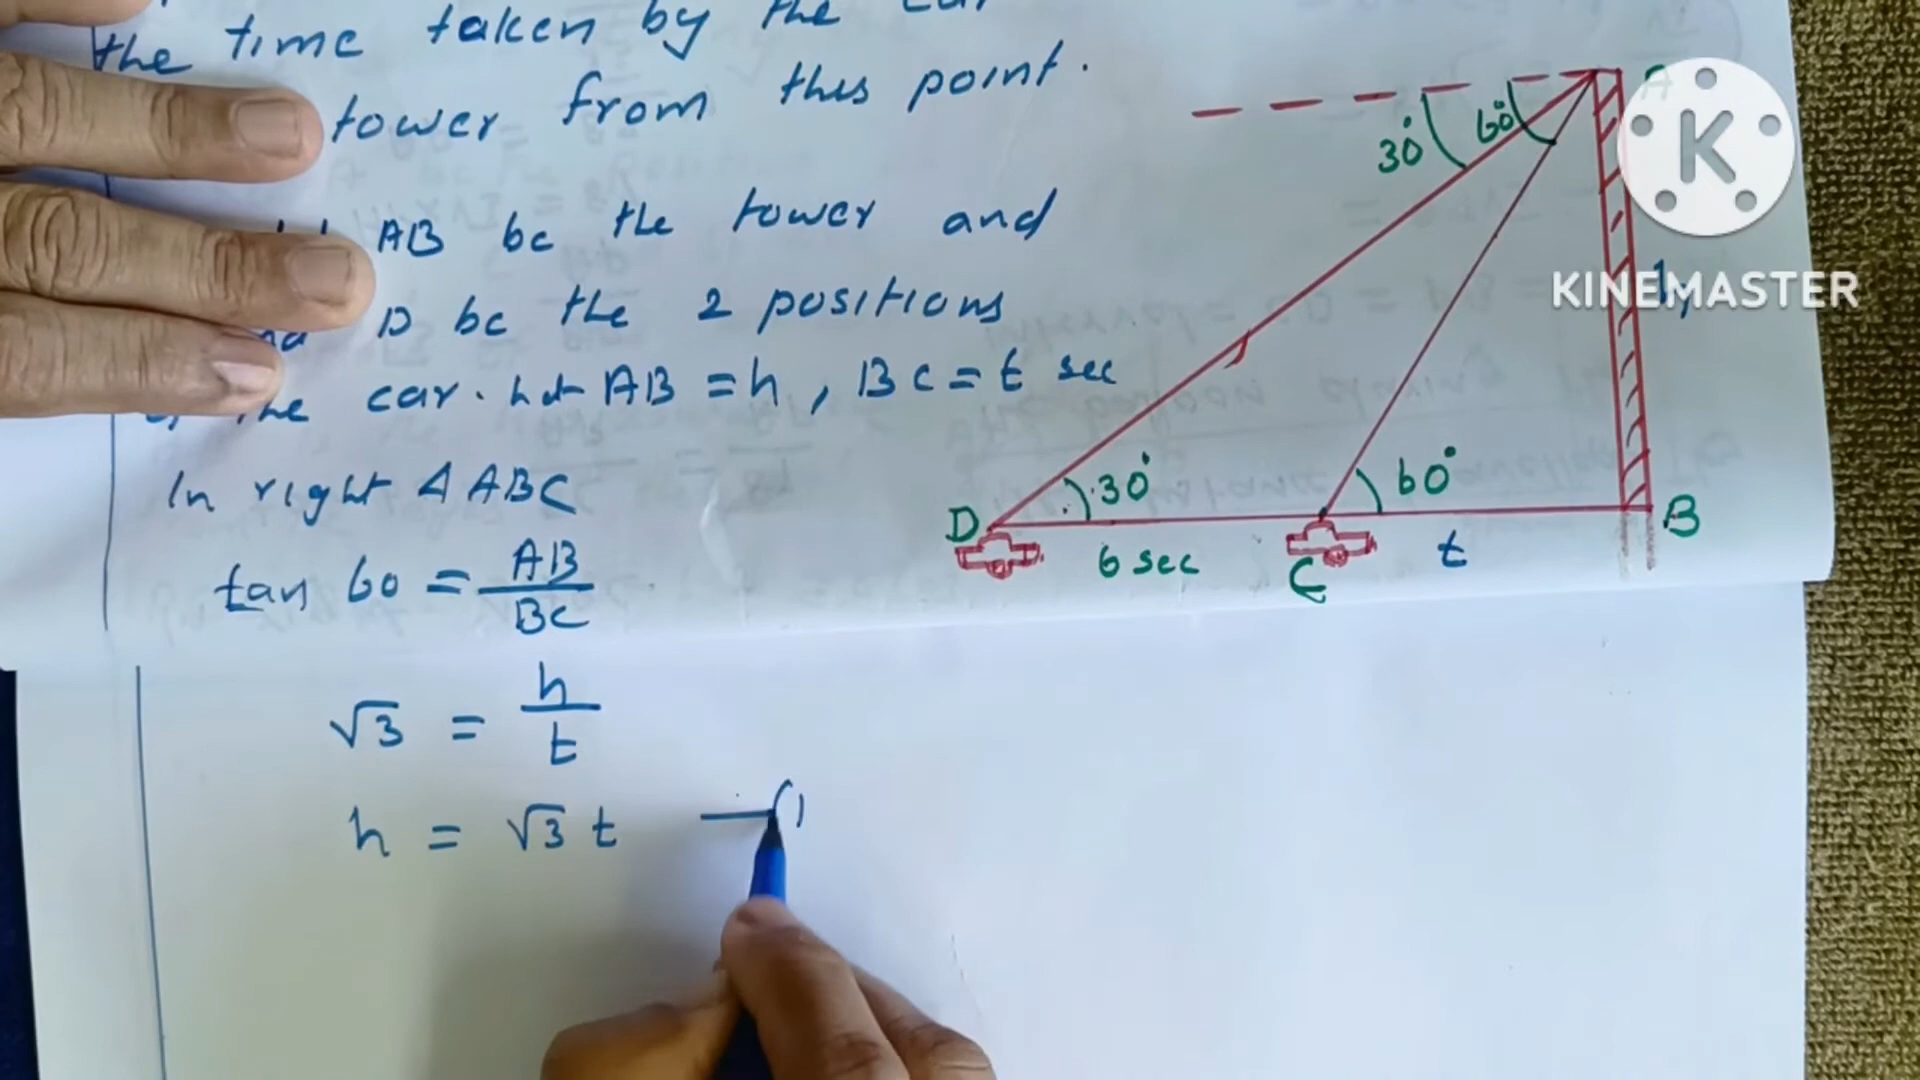 the time taken by the
tower from this point.
AB be the tower and
D be the 2 positions
the car. Let AB = h, BC = t sec
In right Δ ABC
tan 60 = AB
BC
√3 = h
t
h = √3 t
A
30°
60°
h
30°
60°
D
B
6 sec
C
t
K
KINEMASTER